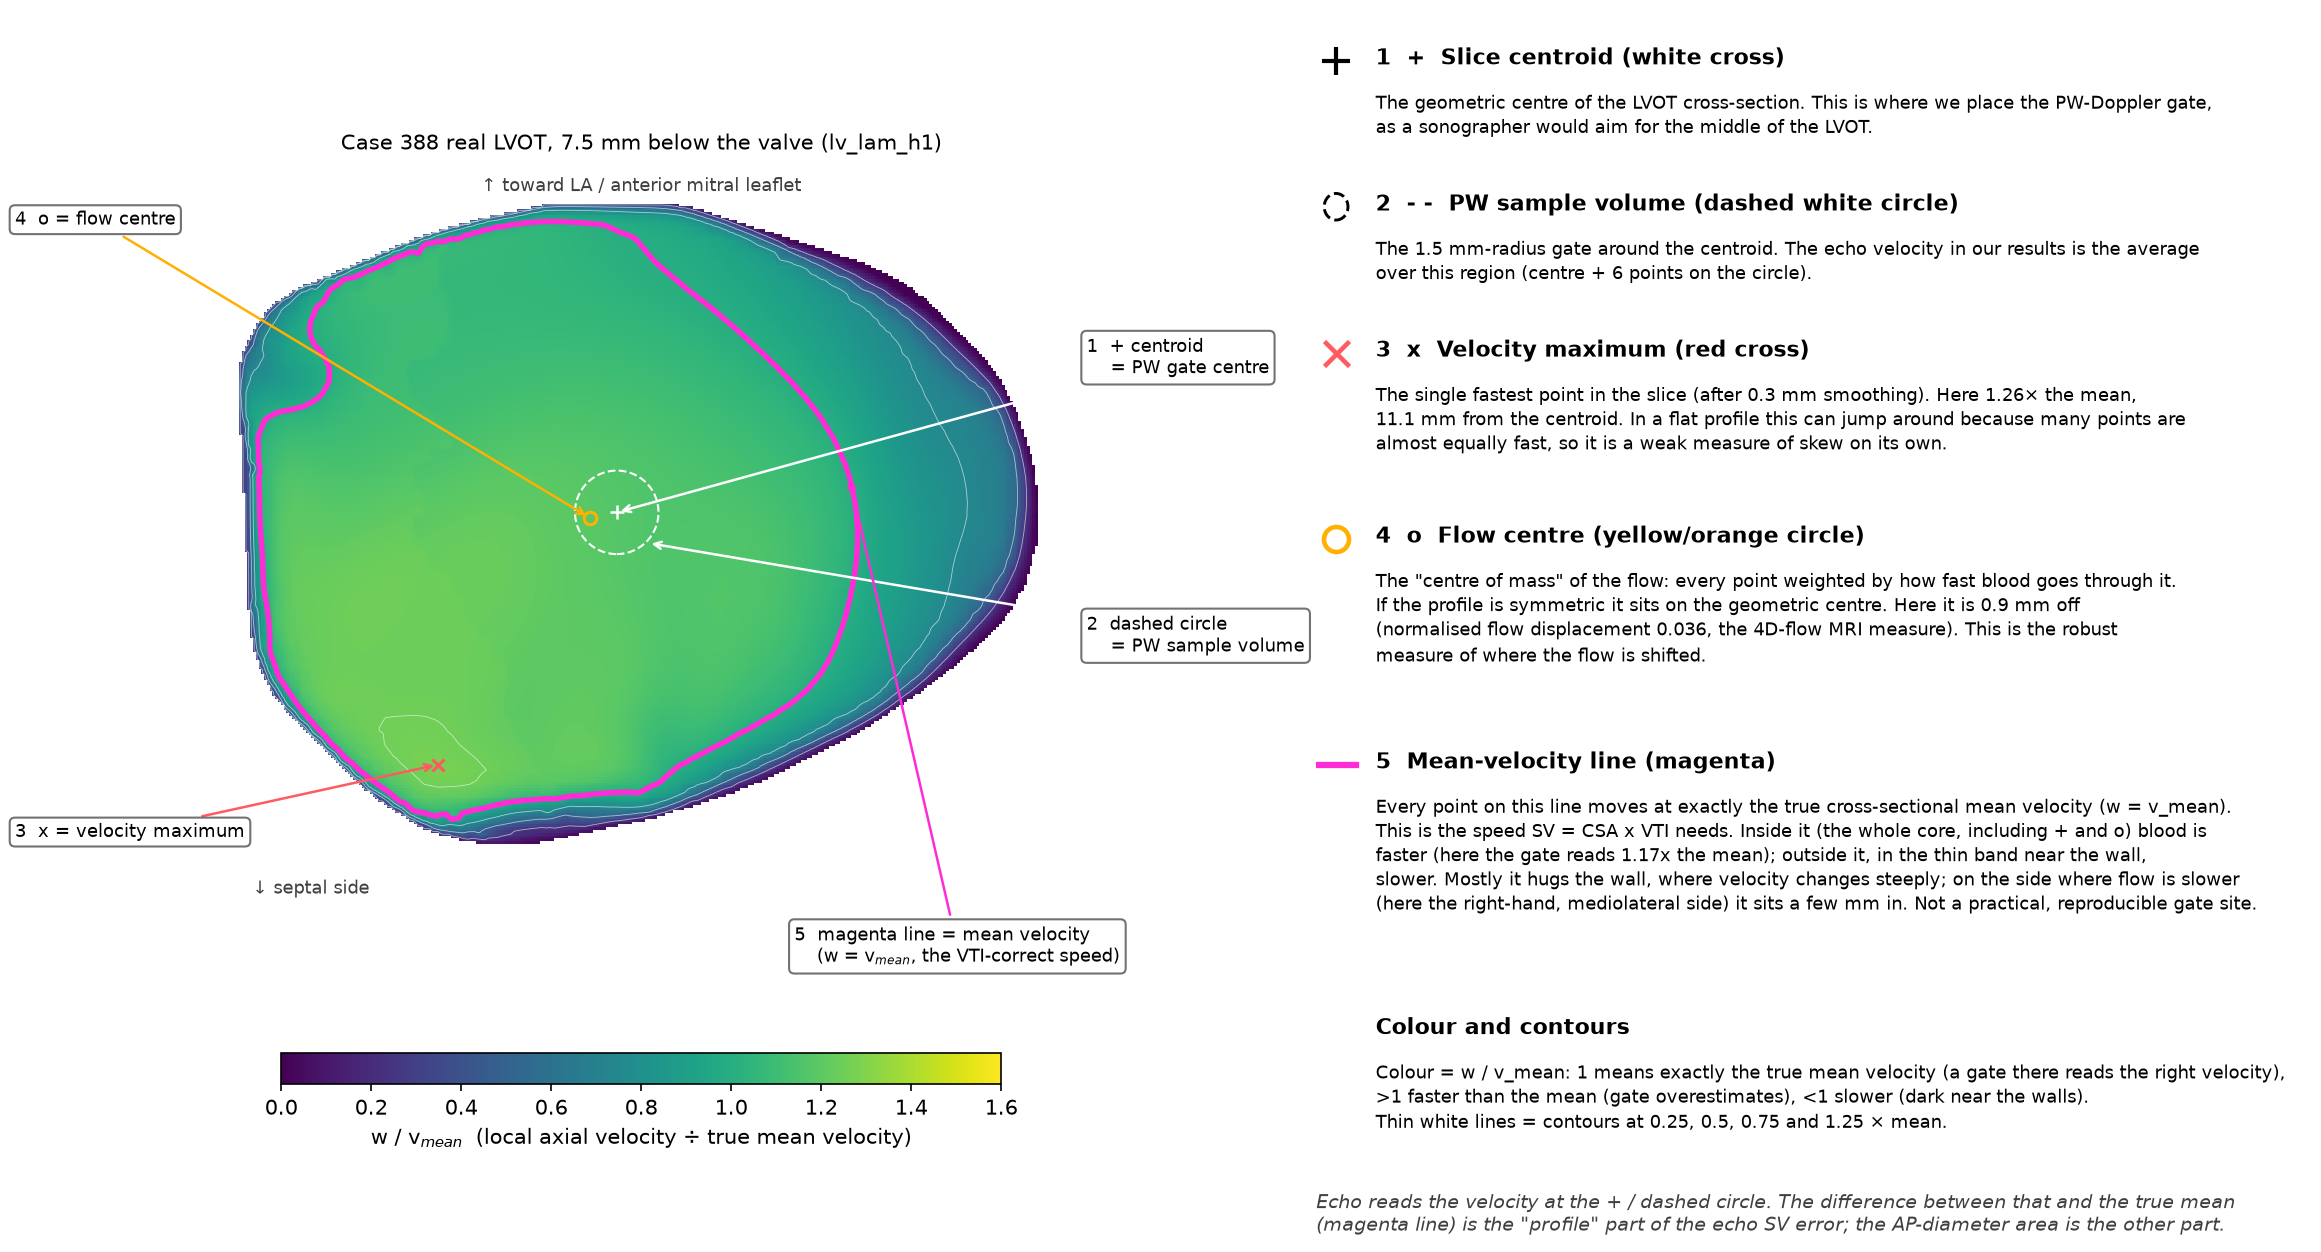 Case 388 real LVOT, 7.5 mm below the valve (lv_lam_h1)
↑ toward LA / anterior mitral leaflet
4 o = flow centre
1 + centroid
= PW gate centre
2 dashed circle
= PW sample volume
3 x = velocity maximum
↓ septal side
5 magenta line = mean velocity
(w = vmean, the VTI-correct speed)
0.0 0.2 0.4 0.6 0.8 1.0 1.2 1.4 1.6
w / vmean (local axial velocity ÷ true mean velocity)
1 + Slice centroid (white cross)
The geometric centre of the LVOT cross-section. This is where we place the PW-Doppler gate,
as a sonographer would aim for the middle of the LVOT.
2 - - PW sample volume (dashed white circle)
The 1.5 mm-radius gate around the centroid. The echo velocity in our results is the average
over this region (centre + 6 points on the circle).
3 x Velocity maximum (red cross)
The single fastest point in the slice (after 0.3 mm smoothing). Here 1.26× the mean,
11.1 mm from the centroid. In a flat profile this can jump around because many points are
almost equally fast, so it is a weak measure of skew on its own.
4 o Flow centre (yellow/orange circle)
The "centre of mass" of the flow: every point weighted by how fast blood goes through it.
If the profile is symmetric it sits on the geometric centre. Here it is 0.9 mm off
(normalised flow displacement 0.036, the 4D-flow MRI measure). This is the robust
measure of where the flow is shifted.
5 Mean-velocity line (magenta)
Every point on this line moves at exactly the true cross-sectional mean velocity (w = v_mean).
This is the speed SV = CSA x VTI needs. Inside it (the whole core, including + and o) blood is
faster (here the gate reads 1.17x the mean); outside it, in the thin band near the wall,
slower. Mostly it hugs the wall, where velocity changes steeply; on the side where flow is slower
(here the right-hand, mediolateral side) it sits a few mm in. Not a practical, reproducible gate site.
Colour and contours
Colour = w / v_mean: 1 means exactly the true mean velocity (a gate there reads the right velocity),
>1 faster than the mean (gate overestimates), <1 slower (dark near the walls).
Thin white lines = contours at 0.25, 0.5, 0.75 and 1.25 × mean.
Echo reads the velocity at the + / dashed circle. The difference between that and the true mean
(magenta line) is the "profile" part of the echo SV error; the AP-diameter area is the other part.